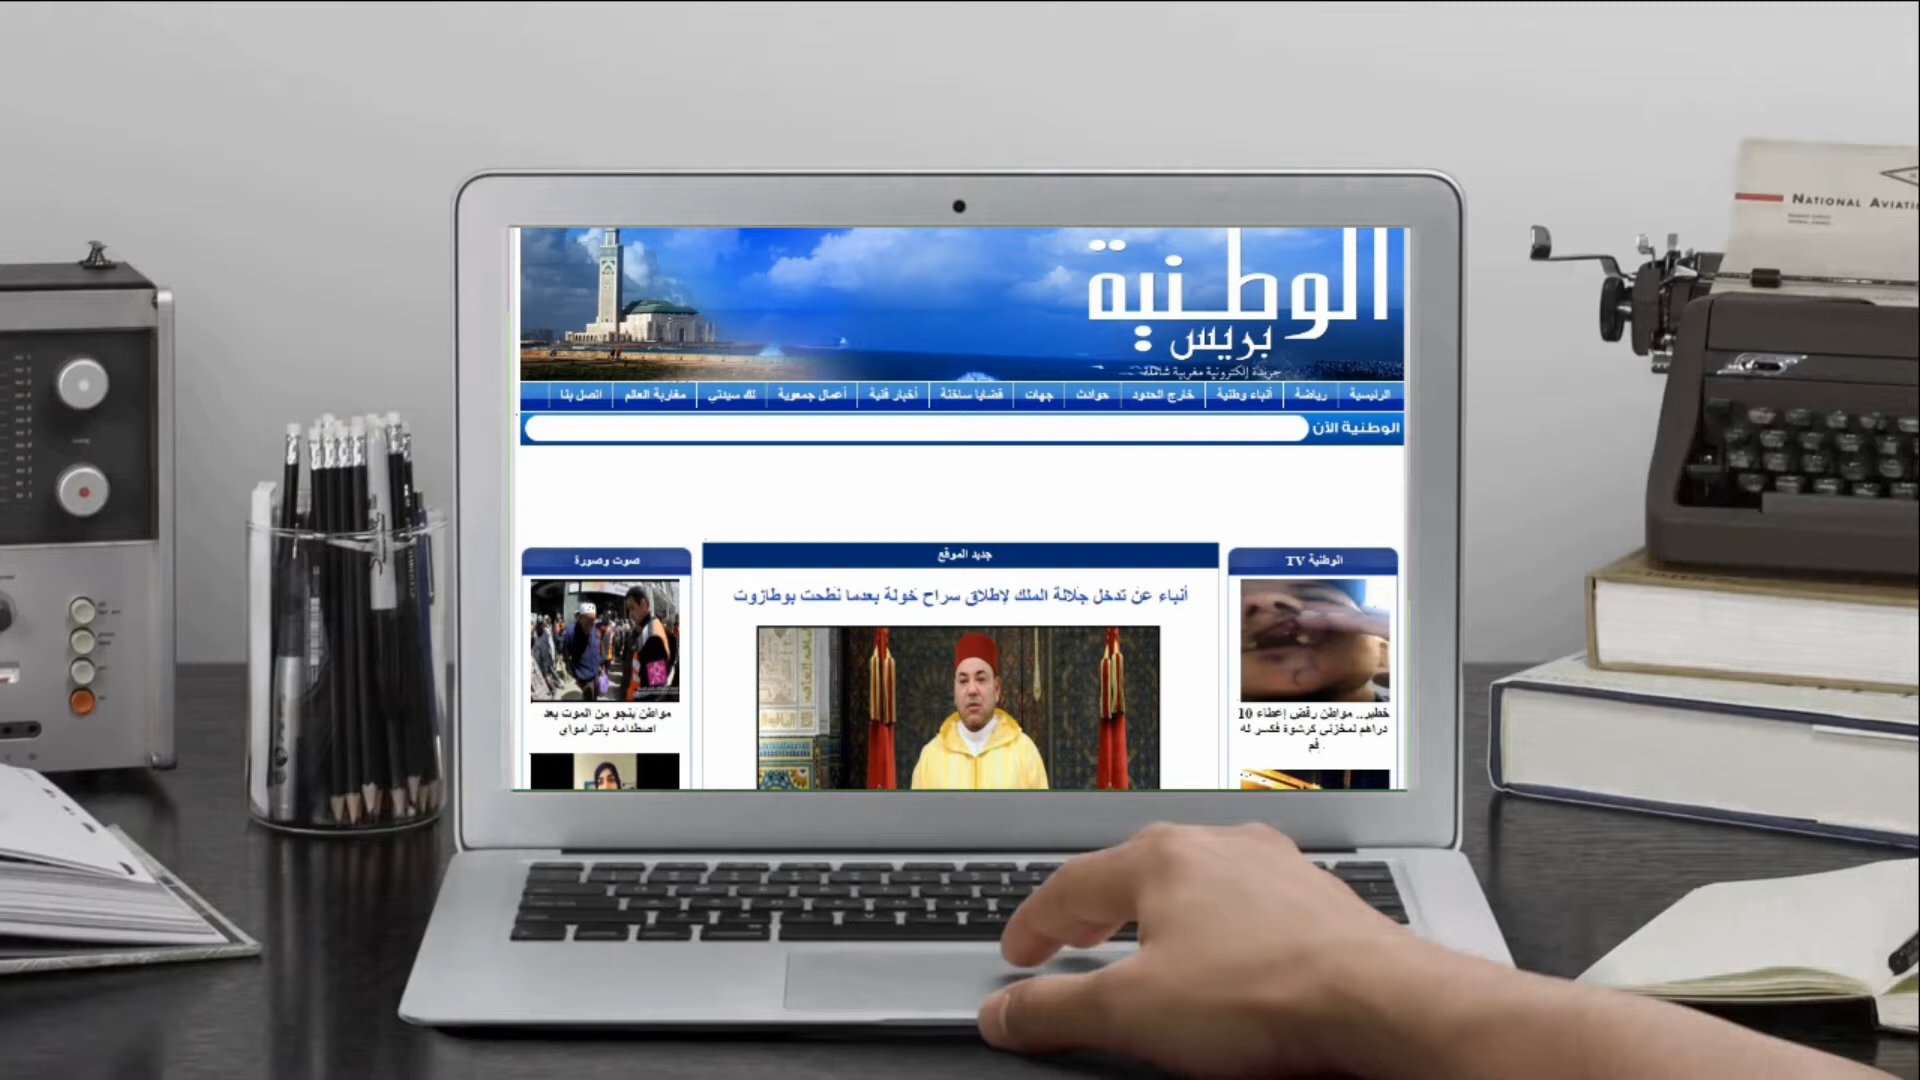 الوطنية
بريس
جريدة إلكترونية مغربية شاملة
الرئيسية رياضة أنباء وطنية خارج الحدود حوادث جهات قضايا ساخنة أخبار فنية أعمال جمعوية لك سيدتي مغاربة العالم اتصل بنا
الوطنية الآن
الوطنية TV
خطير.. مواطن رفض إعطاء 10
دراهم لمخزني كرشوة فكسر له
فم
جديد الموقع
أنباء عن تدخل جلالة الملك لإطلاق سراح خولة بعدما نطحت بوطازوت
صوت وصورة
مواطن ينجو من الموت بعد
اصطدامه بالترامواي
NATIONAL AVIATI